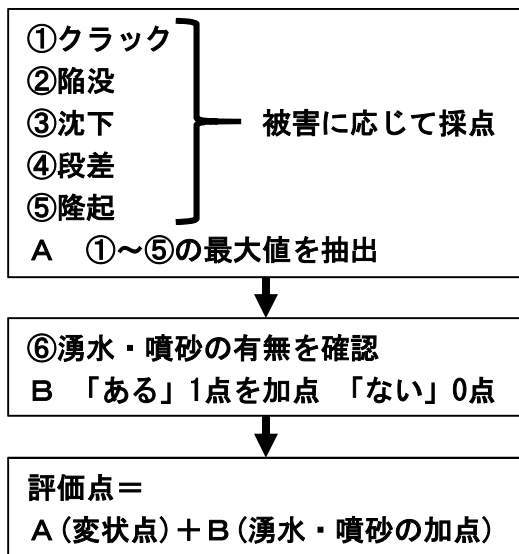 ①クラック
②陥没
③沈下
④段差
⑤隆起
被害に応じて採点
A ①～⑤の最大値を抽出
⑥湧水・噴砂の有無を確認
B 「ある」1点を加点 「ない」0点
評価点＝
A(変状点)＋B(湧水・噴砂の加点)